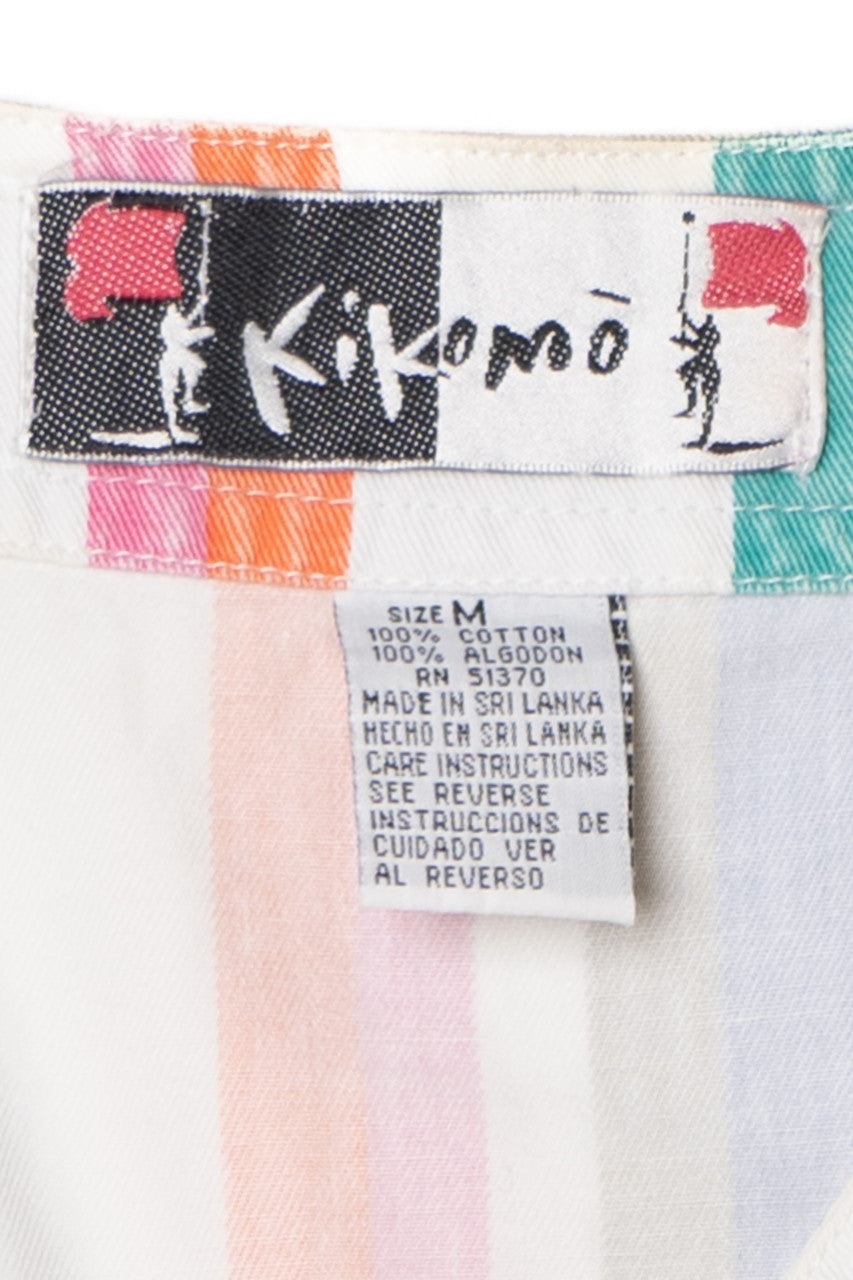 Kikomò
SIZE M
100% COTTON
100% ALGODON
RN 51370
MADE IN SRI LANKA
HECHO EN SRI LANKA
CARE INSTRUCTIONS
SEE REVERSE
INSTRUCCIONS DE
CUIDADO VER
AL REVERSO